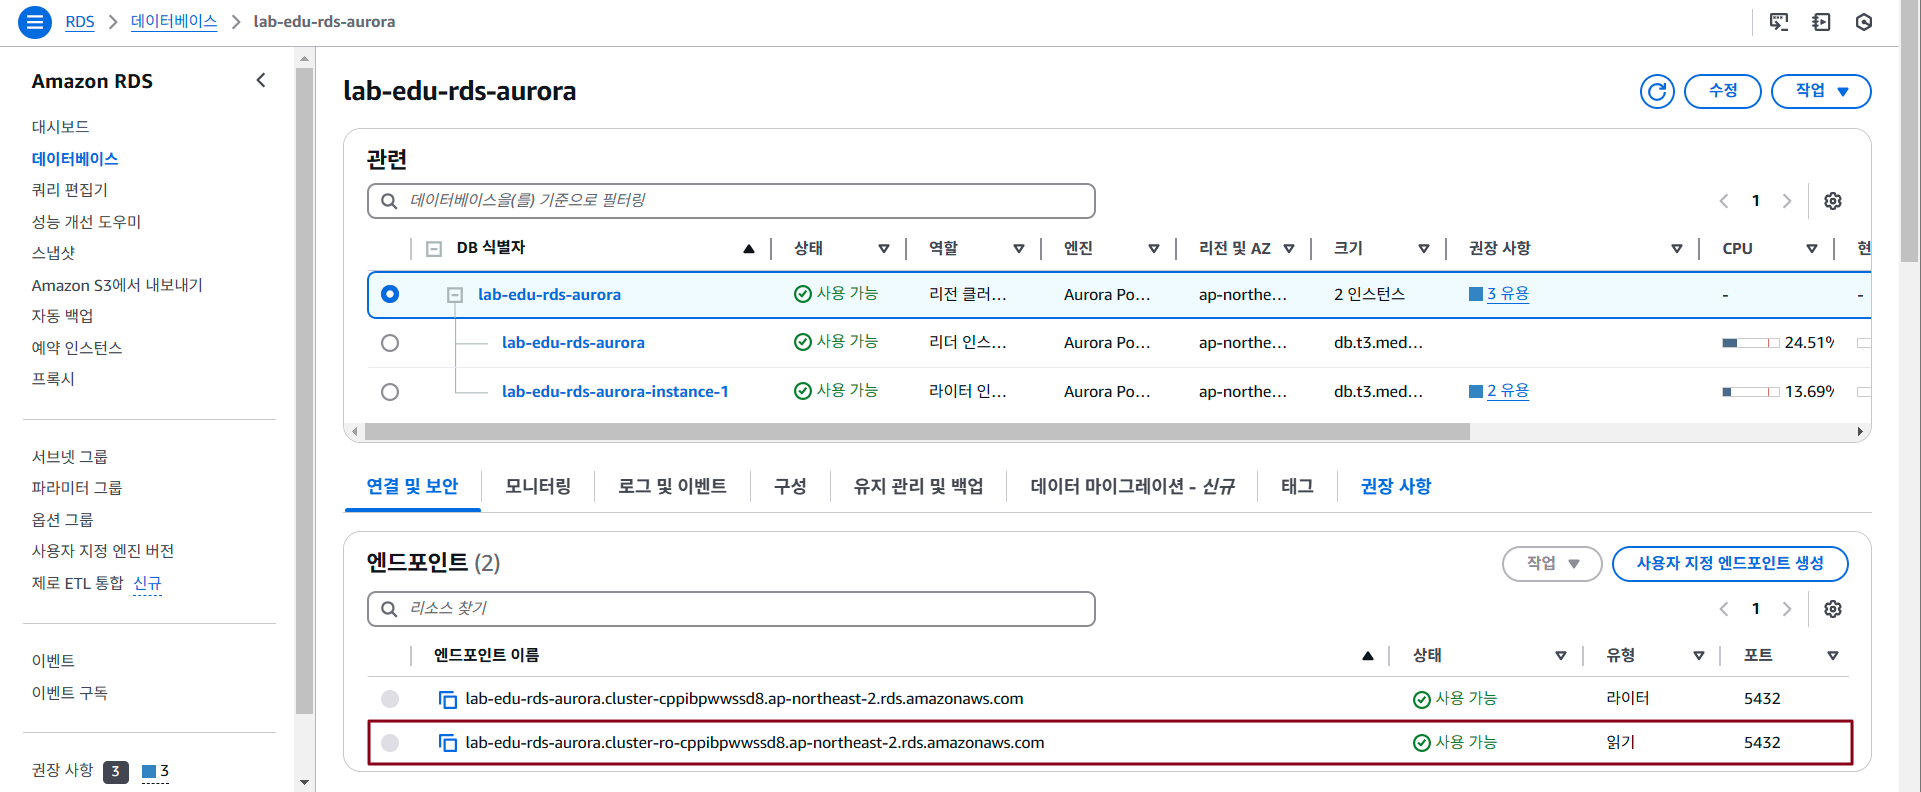 RDS > 데이터베이스 > lab-edu-rds-aurora
Amazon RDS
대시보드
데이터베이스
쿼리 편집기
성능 개선 도우미
스냅샷
Amazon S3에서 내보내기
자동 백업
예약 인스턴스
프록시
서브넷 그룹
파라미터 그룹
옵션 그룹
사용자 지정 엔진 버전
제로 ETL 통합 신규
이벤트
이벤트 구독
권장 사항 3 3
lab-edu-rds-aurora
수정
작업
관련
데이터베이스을(를) 기준으로 필터링
1
DB 식별자 상태 역할 엔진 리전 및 AZ 크기 권장 사항 CPU 현
lab-edu-rds-aurora 사용 가능 리전 클러... Aurora Po... ap-northe... 2 인스턴스 3 유용 - -
lab-edu-rds-aurora 사용 가능 리더 인스... Aurora Po... ap-northe... db.t3.med... 24.51%
lab-edu-rds-aurora-instance-1 사용 가능 라이터 인... Aurora Po... ap-northe... db.t3.med... 2 유용 13.69%
연결 및 보안 모니터링 로그 및 이벤트 구성 유지 관리 및 백업 데이터 마이그레이션 - 신규 태그 권장 사항
엔드포인트 (2)
작업
사용자 지정 엔드포인트 생성
리소스 찾기
1
엔드포인트 이름 상태 유형 포트
lab-edu-rds-aurora.cluster-cppibpwwssd8.ap-northeast-2.rds.amazonaws.com 사용 가능 라이터 5432
lab-edu-rds-aurora.cluster-ro-cppibpwwssd8.ap-northeast-2.rds.amazonaws.com 사용 가능 읽기 5432